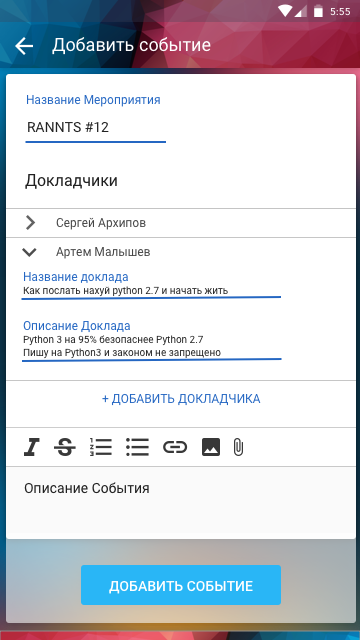 5:55
Добавить событие
Название Мероприятия
RANNTS #12
Докладчики
Сергей Архипов
Артем Малышев
Название доклада
Как послать нахуй python 2.7 и начать жить
Описание Доклада
Python 3 на 95% безопаснее Python 2.7
Пишу на Python3 и законом не запрещено
+ ДОБАВИТЬ ДОКЛАДЧИКА
Описание События
ДОБАВИТЬ СОБЫТИЕ